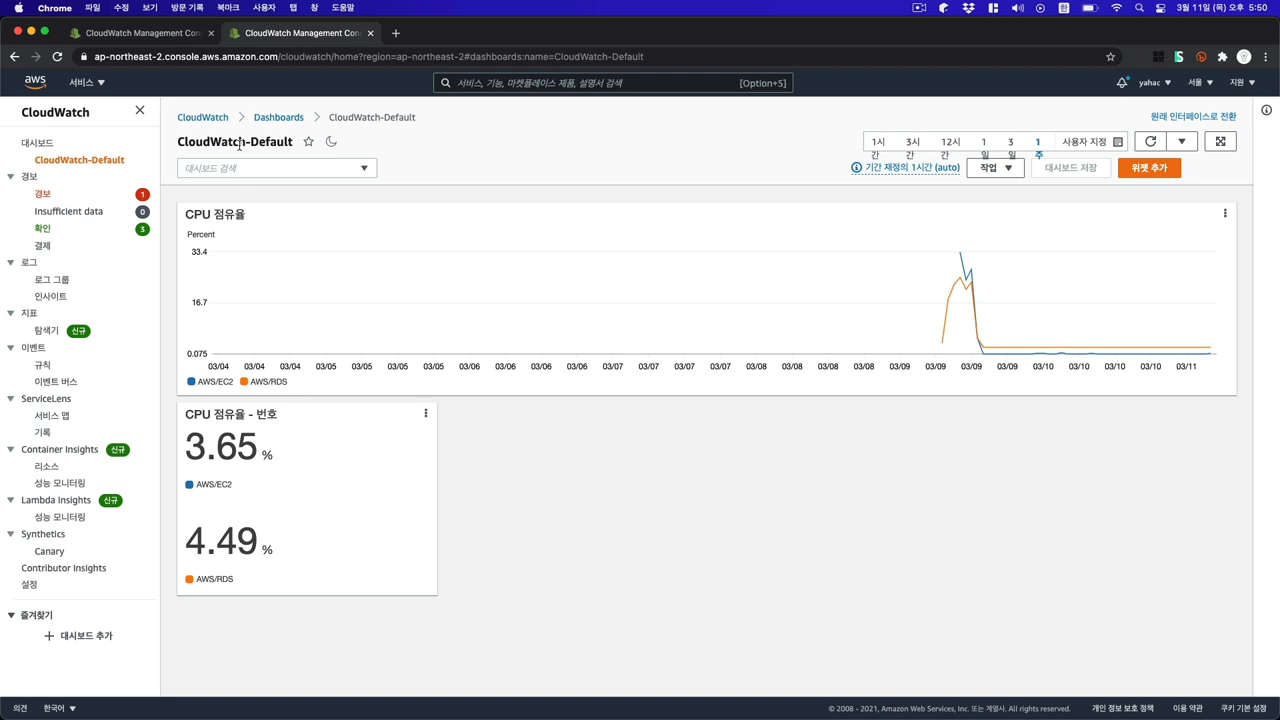 Chrome 파일 수정 보기 방문 기록 북마크 사용자 탭 창 도움말 한 3월 11일 (목) 오후 5:50
CloudWatch Management Con
CloudWatch Management Con
ap-northeast-2.console.aws.amazon.com/cloudwatch/home?region=ap-northeast-2#dashboards:name=CloudWatch-Default
aws 서비스 서비스, 기능, 마켓플레이스 제품, 설명서 검색 [Option+S] yahac 서울 지원
CloudWatch
대시보드
CloudWatch-Default
경보
경보 1
Insufficient data 0
확인 3
결제
로그
로그 그룹
인사이트
지표
탐색기 신규
이벤트
규칙
이벤트 버스
ServiceLens
서비스 맵
기록
Container Insights 신규
리소스
성능 모니터링
Lambda Insights 신규
성능 모니터링
Synthetics
Canary
Contributor Insights
설정
즐겨찾기
대시보드 추가
CloudWatch Dashboards CloudWatch-Default
원래 인터페이스로 전환
CloudWatch-Default
1시간 3시간 12시간 1일 3일 1주 사용자 지정
대시보드 검색
기간 재정의 1시간 (auto) 작업 대시보드 저장 위젯 추가
CPU 점유율
Percent
33.4
16.7
0.075
03/04 03/04 03/04 03/05 03/05 03/05 03/05 03/06 03/06 03/06 03/06 03/07 03/07 03/07 03/07 03/08 03/08 03/08 03/08 03/09 03/09 03/09 03/09 03/10 03/10 03/10 03/10 03/11
AWS/EC2 AWS/RDS
CPU 점유율 - 번호
3.65 %
AWS/EC2
4.49 %
AWS/RDS
의견 한국어 © 2008 - 2021, Amazon Web Services, Inc. 또는 계열사. All rights reserved. 개인 정보 보호 정책 이용 약관 쿠키 기본 설정